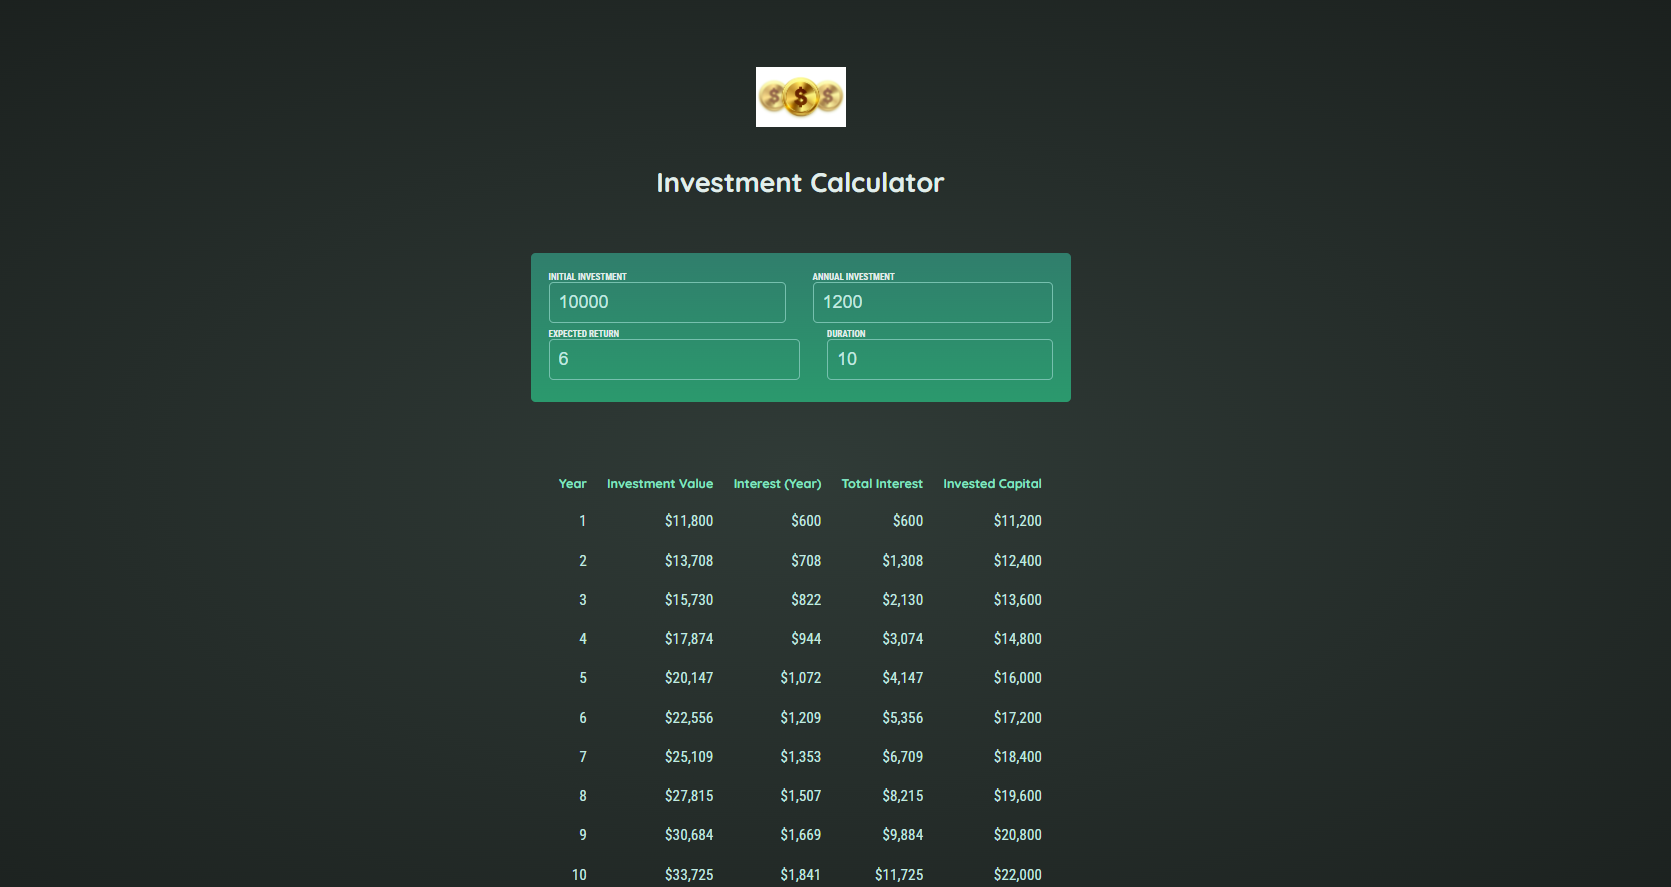 $ $ $
Investment Calculator
INITIAL INVESTMENT ANNUAL INVESTMENT
10000 1200
EXPECTED RETURN DURATION
6 10
Year Investment Value Interest (Year) Total Interest Invested Capital
1 $11,800 $600 $600 $11,200
2 $13,708 $708 $1,308 $12,400
3 $15,730 $822 $2,130 $13,600
4 $17,874 $944 $3,074 $14,800
5 $20,147 $1,072 $4,147 $16,000
6 $22,556 $1,209 $5,356 $17,200
7 $25,109 $1,353 $6,709 $18,400
8 $27,815 $1,507 $8,215 $19,600
9 $30,684 $1,669 $9,884 $20,800
10 $33,725 $1,841 $11,725 $22,000